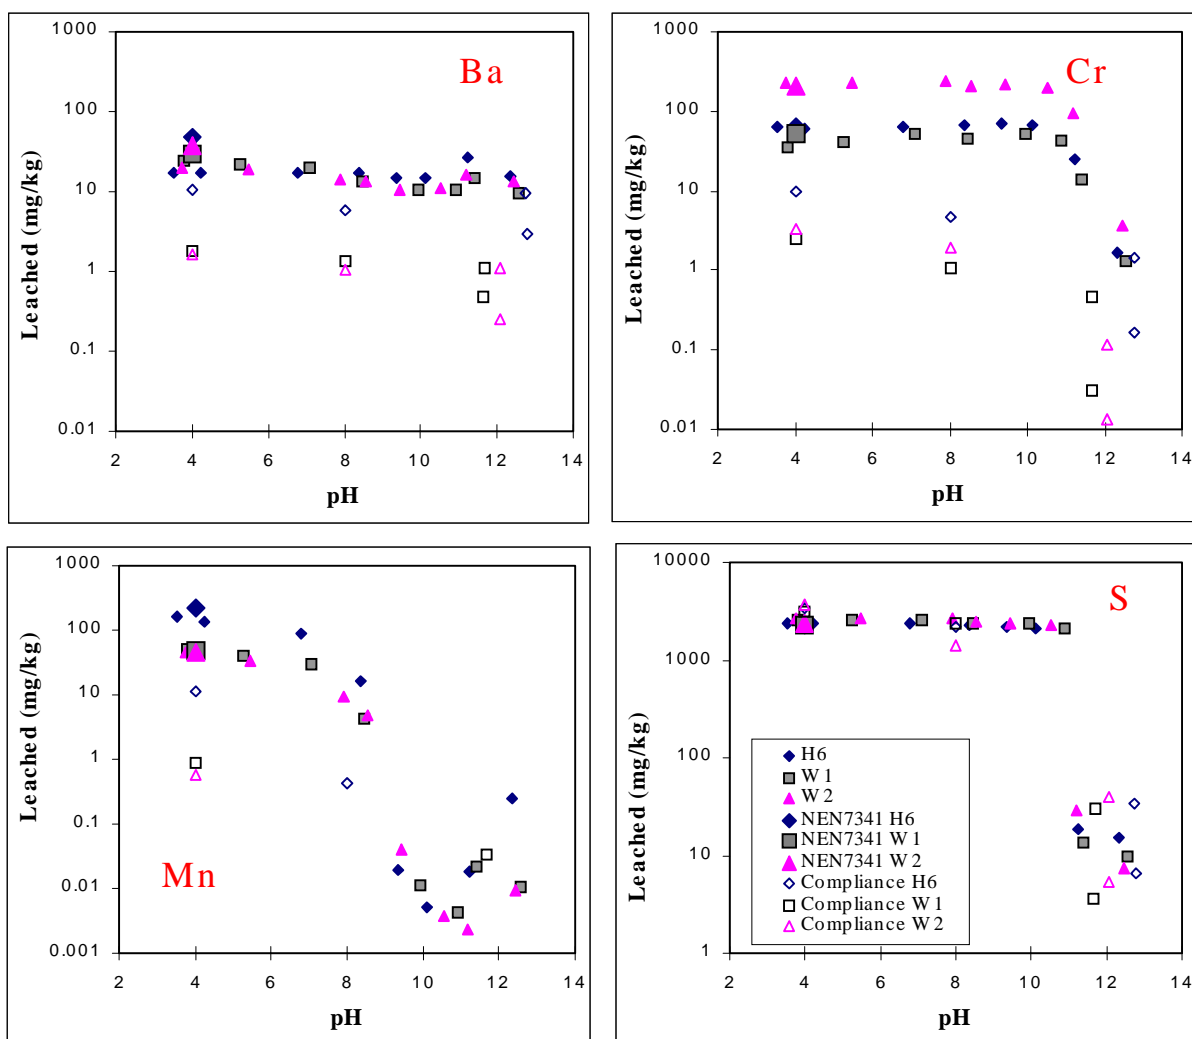 1000
100
10
1
0.1
0.01
Leached (mg/kg)
Ba
2 4 6 8 10 12 14
pH
1000
100
10
1
0.1
0.01
Leached (mg/kg)
Cr
2 4 6 8 10 12 14
pH
1000
100
10
1
0.1
0.01
0.001
Leached (mg/kg)
Mn
2 4 6 8 10 12 14
pH
10000
1000
100
10
1
Leached (mg/kg)
S
H6
W1
W2
NEN7341 H6
NEN7341 W1
NEN7341 W2
Compliance H6
Compliance W1
Compliance W2
2 4 6 8 10 12 14
pH